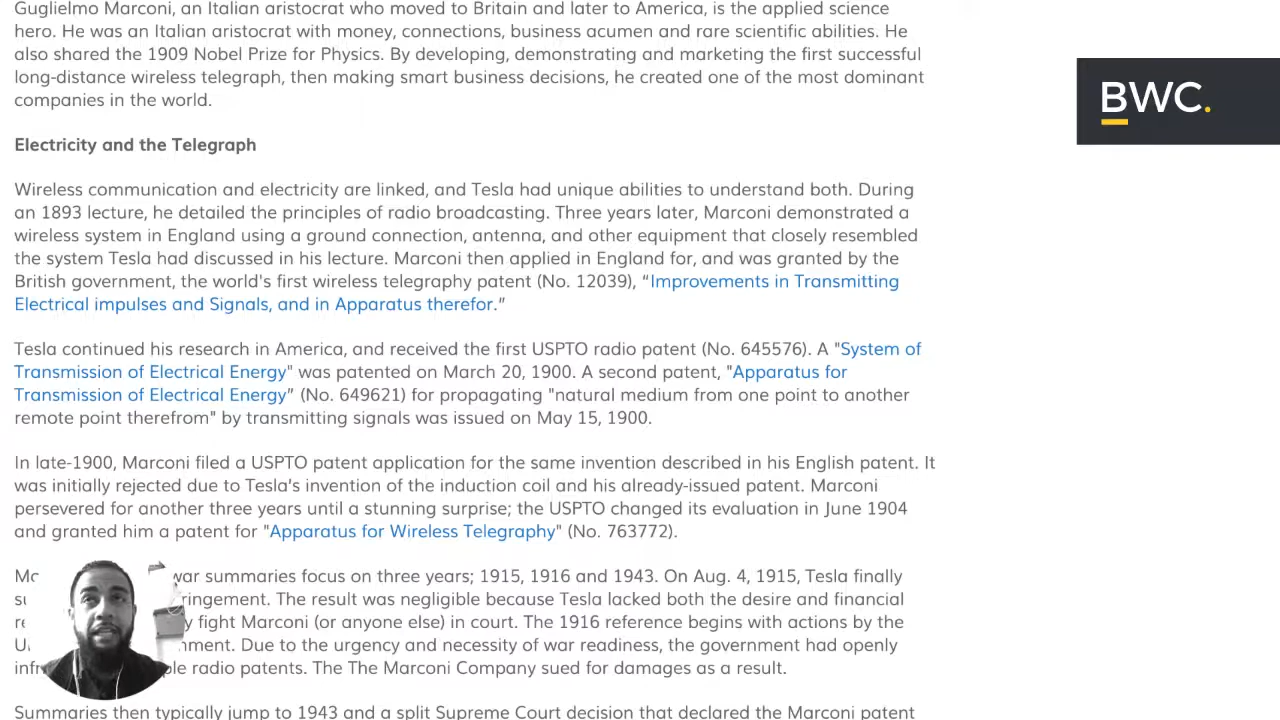 Guglielmo Marconi, an Italian aristocrat who moved to Britain and later to America, is the applied science
hero. He was an Italian aristocrat with money, connections, business acumen and rare scientific abilities. He
also shared the 1909 Nobel Prize for Physics. By developing, demonstrating and marketing the first successful
long-distance wireless telegraph, then making smart business decisions, he created one of the most dominant
companies in the world.
BWC.
Electricity and the Telegraph
Wireless communication and electricity are linked, and Tesla had unique abilities to understand both. During
an 1893 lecture, he detailed the principles of radio broadcasting. Three years later, Marconi demonstrated a
wireless system in England using a ground connection, antenna, and other equipment that closely resembled
the system Tesla had discussed in his lecture. Marconi then applied in England for, and was granted by the
British government, the world's first wireless telegraphy patent (No. 12039), “Improvements in Transmitting
Electrical impulses and Signals, and in Apparatus therefor.”
Tesla continued his research in America, and received the first USPTO radio patent (No. 645576). A "System of
Transmission of Electrical Energy" was patented on March 20, 1900. A second patent, "Apparatus for
Transmission of Electrical Energy” (No. 649621) for propagating "natural medium from one point to another
remote point therefrom" by transmitting signals was issued on May 15, 1900.
In late-1900, Marconi filed a USPTO patent application for the same invention described in his English patent. It
was initially rejected due to Tesla's invention of the induction coil and his already-issued patent. Marconi
persevered for another three years until a stunning surprise; the USPTO changed its evaluation in June 1904
and granted him a patent for "Apparatus for Wireless Telegraphy" (No. 763772).
war summaries focus on three years; 1915, 1916 and 1943. On Aug. 4, 1915, Tesla finally
ringement. The result was negligible because Tesla lacked both the desire and financial
fight Marconi (or anyone else) in court. The 1916 reference begins with actions by the
nment. Due to the urgency and necessity of war readiness, the government had openly
radio patents. The The Marconi Company sued for damages as a result.
Summaries then typically jump to 1943 and a split Supreme Court decision that declared the Marconi patent